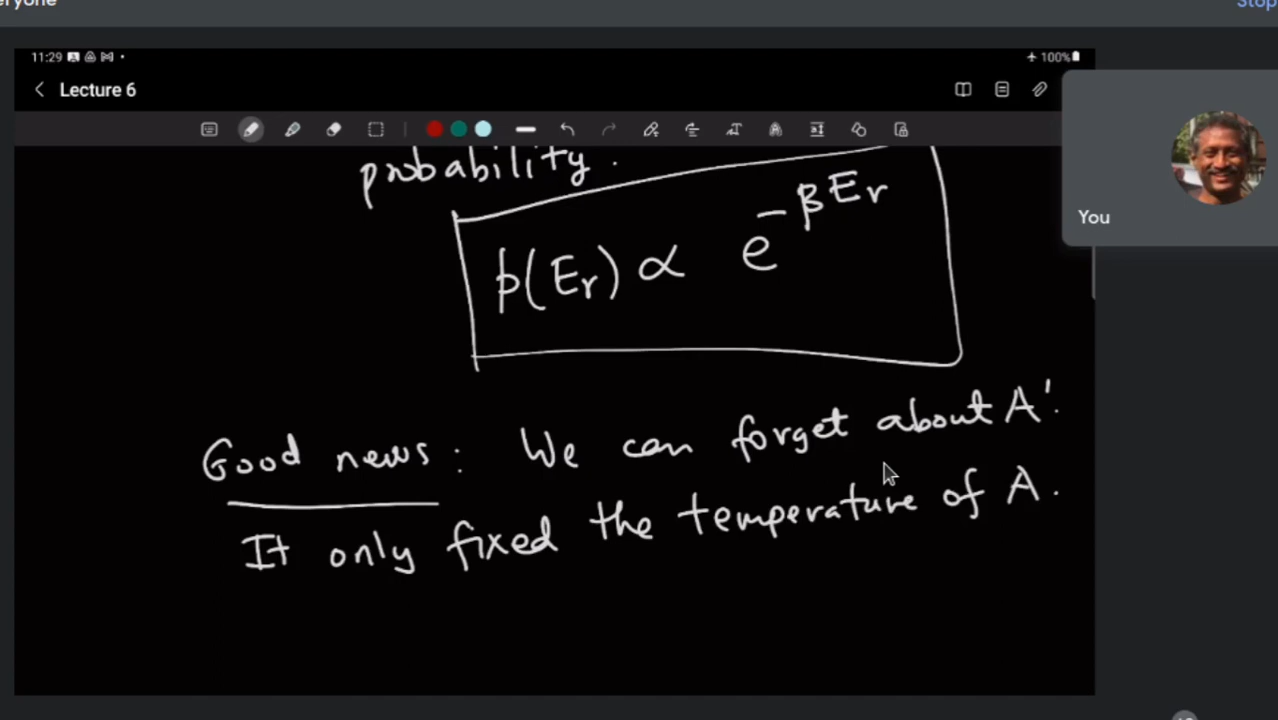 eryone
Stop
11:29
100%
Lecture 6
You
probability.
p(Er) ∝ e^-βEr
Good news: We can forget about A'.
It only fixed the temperature of A.